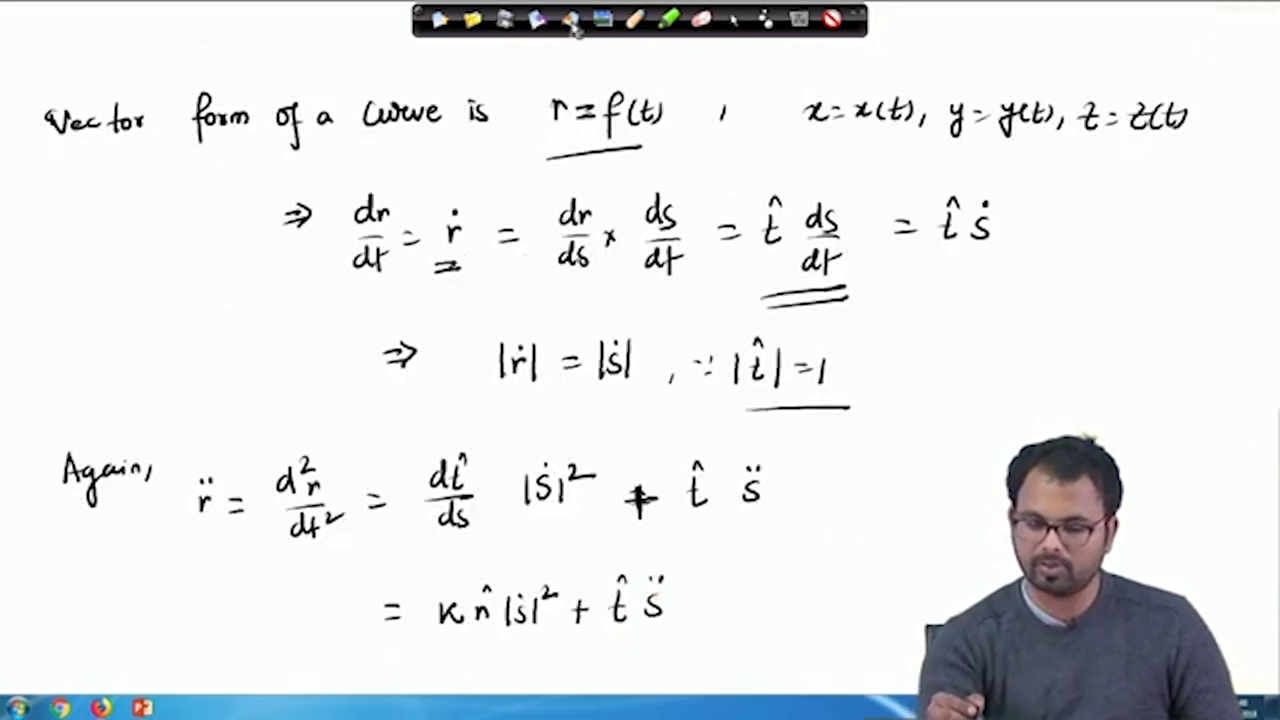 Vector form of a curve is r = f(t) , x = x(t), y = y(t), z = z(t)
⇒ dr/dt = ṙ = dr/ds × ds/dt = t̂ ds/dt = t̂ ṡ
⇒ |ṙ| = |ṡ| , ∵ |t̂| = 1
Again, r̈ = d²r/dt² = dt̂/ds |ṡ|² + t̂ s̈
= κ n̂ |ṡ|² + t̂ s̈